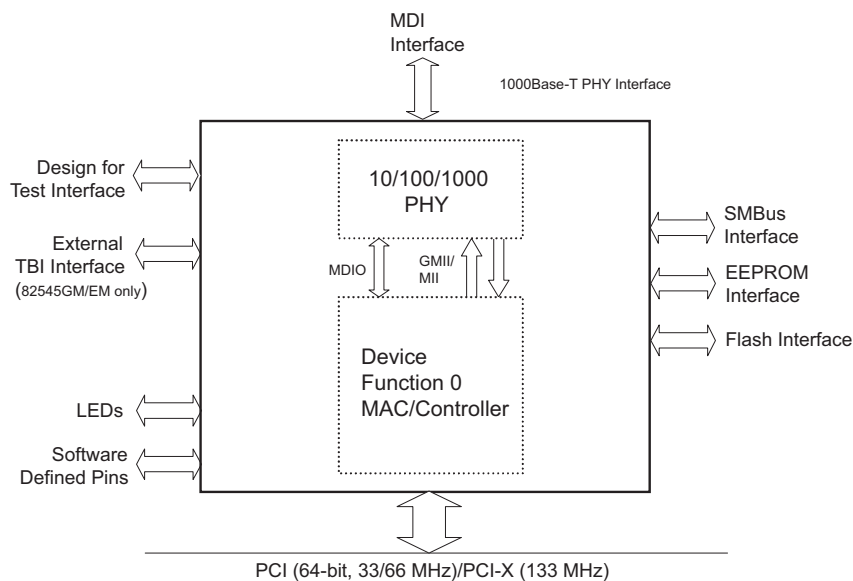 MDI
Interface
1000Base-T PHY Interface
Design for
Test Interface
10/100/1000
PHY
External
TBI Interface
(82545GM/EM only)
MDIO
GMII/
MII
SMBus
Interface
EEPROM
Interface
Flash Interface
Device
Function 0
MAC/Controller
LEDs
Software
Defined Pins
PCI (64-bit, 33/66 MHz)/PCI-X (133 MHz)